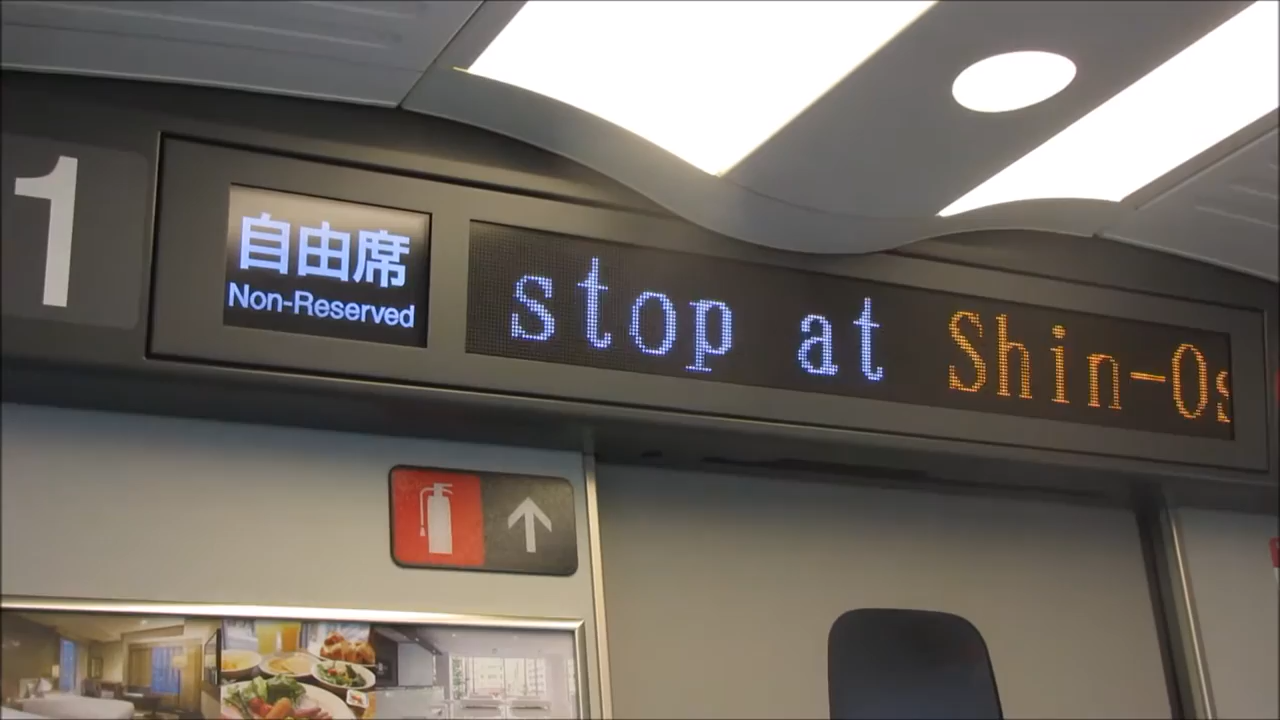 1
自由席
Non-Reserved
stop at Shin-Os